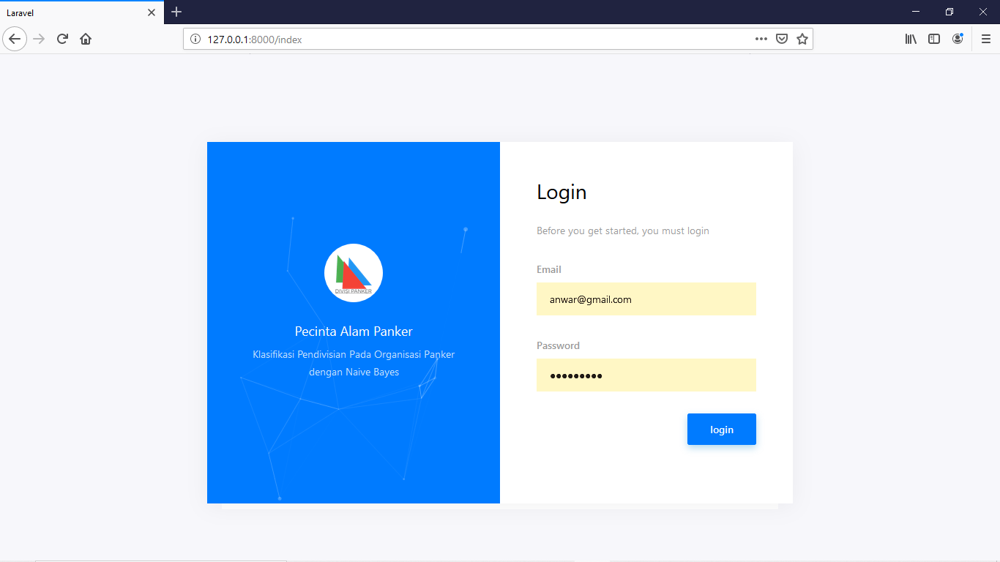 Laravel
127.0.0.1:8000/index
DIVISI PANKER
Pecinta Alam Panker
Klasifikasi Pendivisian Pada Organisasi Panker
dengan Naive Bayes
Login
Before you get started, you must login
Email
anwar@gmail.com
Password
login